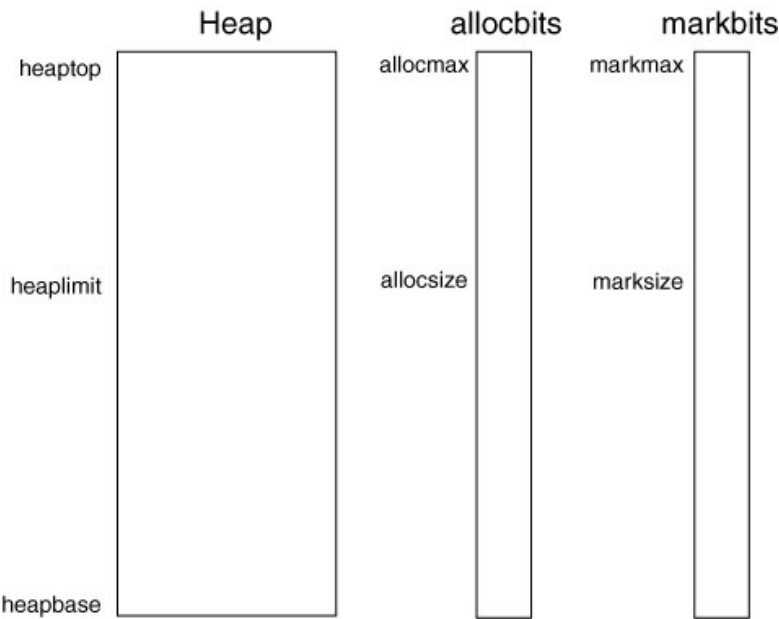 Heap allocbits markbits
heaptop allocmax markmax
heaplimit allocsize marksize
heapbase